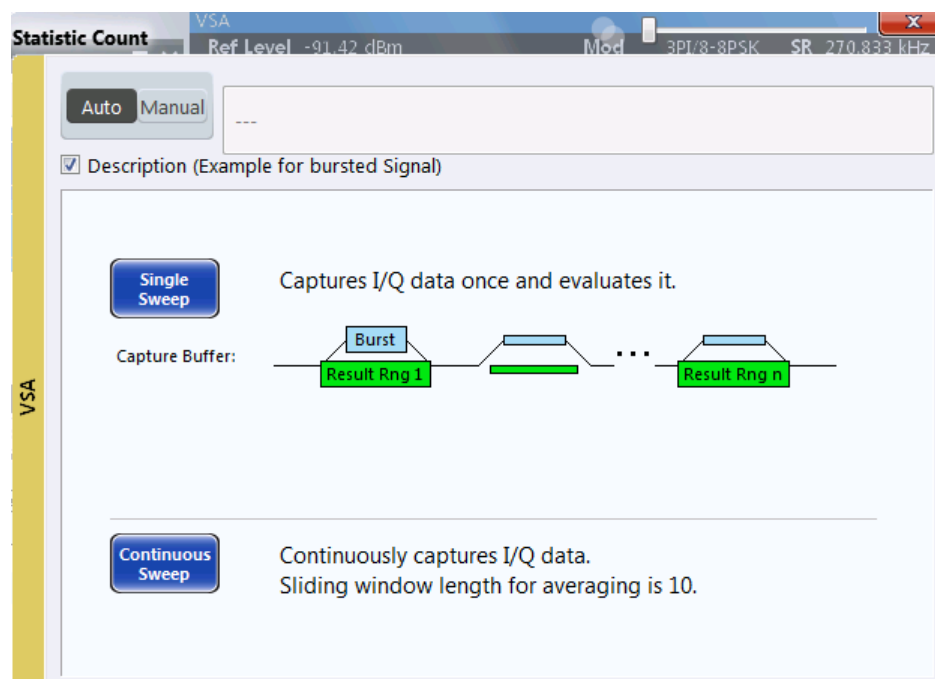 VSA
Statistic Count
Ref Level -91.42 dBm Mod 3PI/8-8PSK SR 270.833 kHz
Auto Manual
---
Description (Example for bursted Signal)
Single
Sweep
Captures I/Q data once and evaluates it.
Capture Buffer:
Burst
...
Result Rng 1
Result Rng n
VSA
Continuous
Sweep
Continuously captures I/Q data.
Sliding window length for averaging is 10.